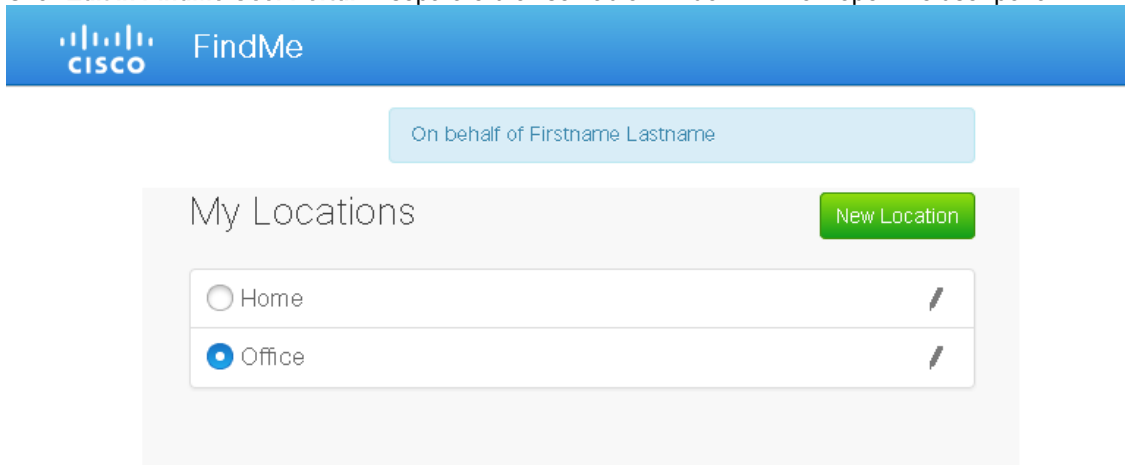 CISCO FindMe
On behalf of Firstname Lastname
My Locations
New Location
Home
Office